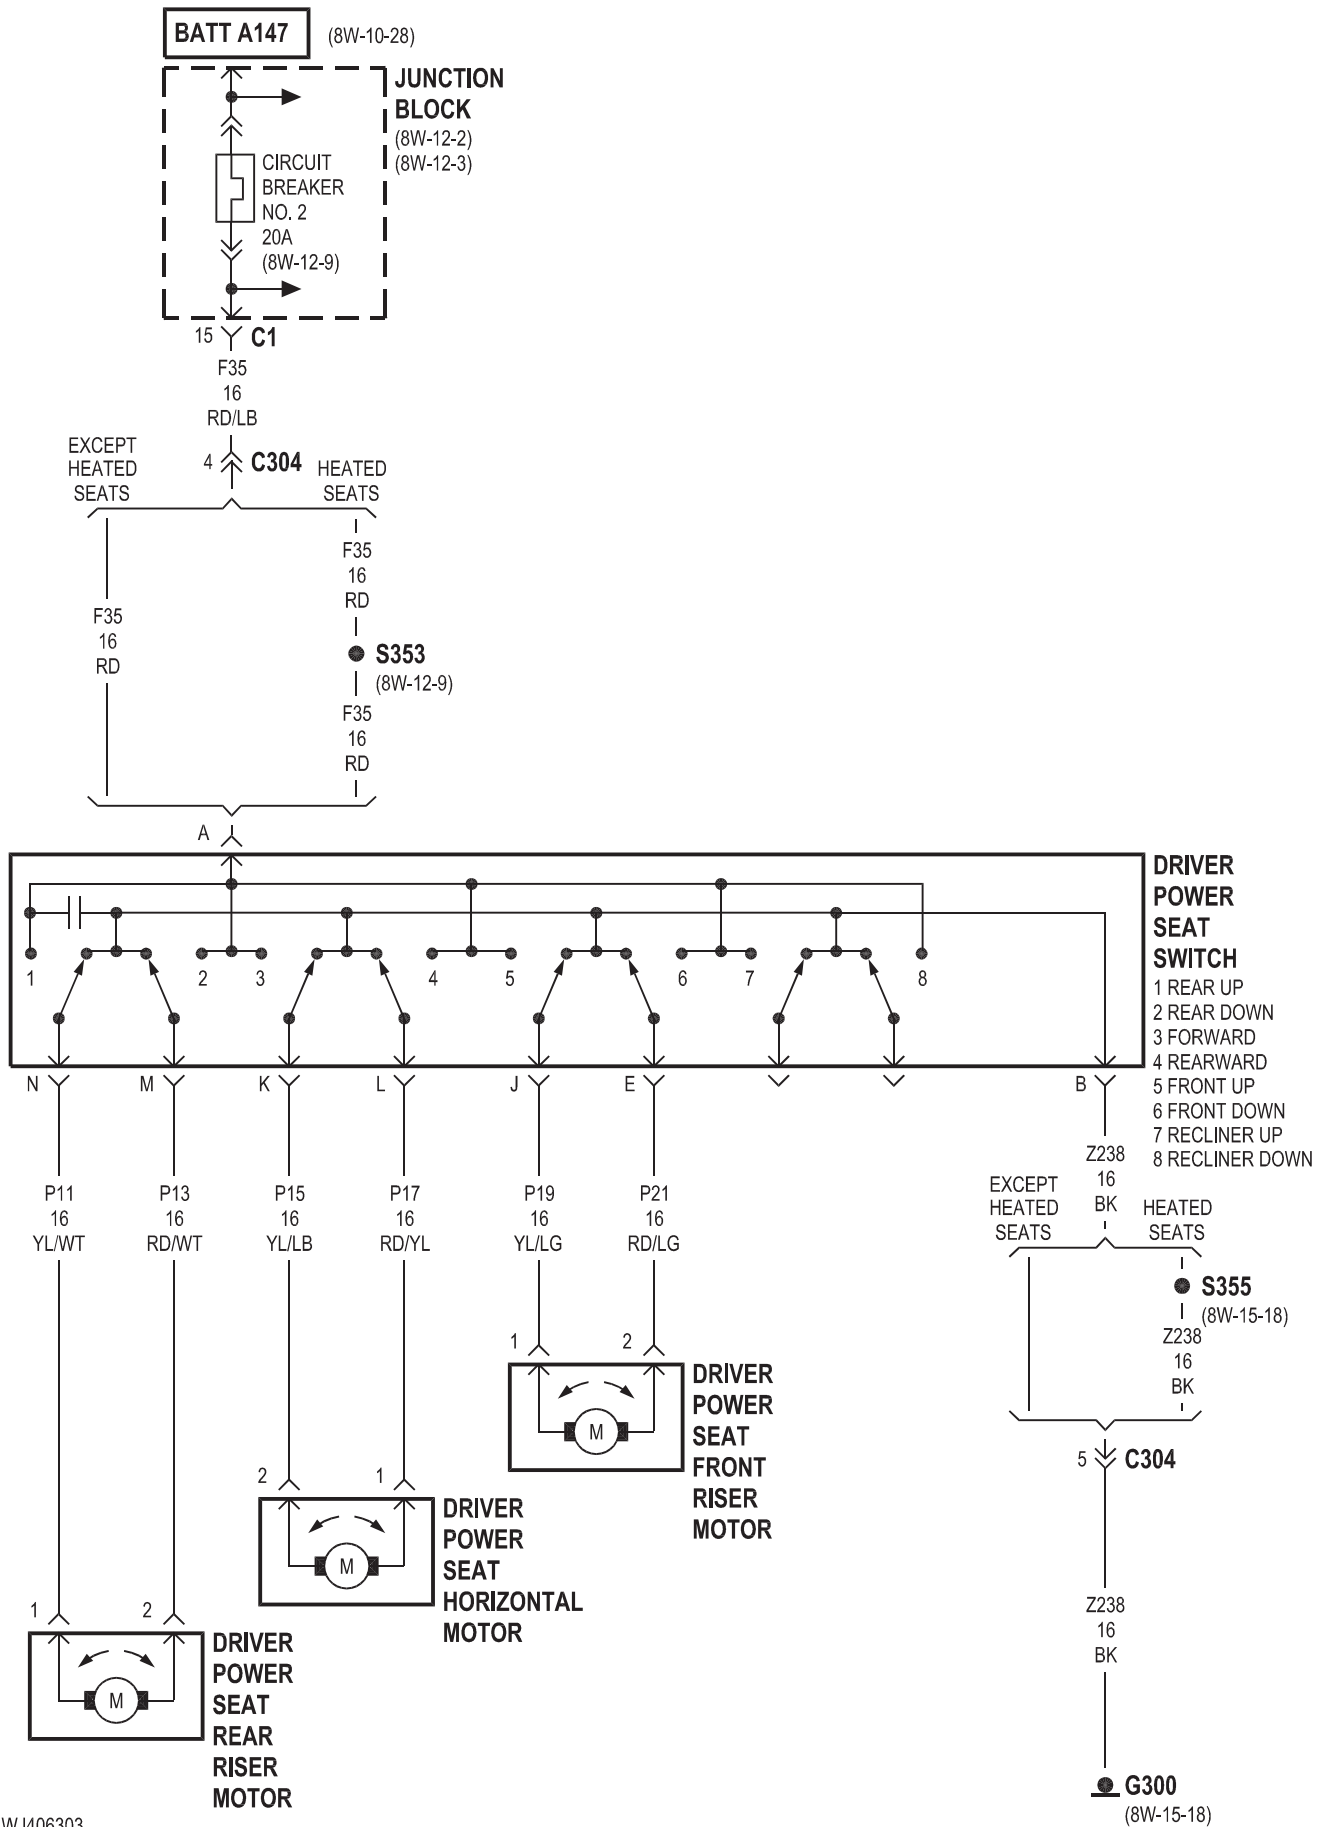 BATT A147
(8W-10-28)
JUNCTION
BLOCK
(8W-12-2)
(8W-12-3)
CIRCUIT
BREAKER
NO. 2
20A
(8W-12-9)
15
C1
F35
16
RD/LB
4
C304
EXCEPT
HEATED
SEATS
HEATED
SEATS
F35
16
RD
F35
16
RD
S353
(8W-12-9)
F35
16
RD
A
DRIVER
POWER
SEAT
SWITCH
1 REAR UP
2 REAR DOWN
3 FORWARD
4 REARWARD
5 FRONT UP
6 FRONT DOWN
7 RECLINER UP
8 RECLINER DOWN
1 2 3 4 5 6 7 8
N M K L J E B
P11
16
YL/WT
P13
16
RD/WT
P15
16
YL/LB
P17
16
RD/YL
P19
16
YL/LG
P21
16
RD/LG
Z238
16
BK
EXCEPT
HEATED
SEATS
HEATED
SEATS
S355
(8W-15-18)
Z238
16
BK
5
C304
1 2
M
DRIVER
POWER
SEAT
FRONT
RISER
MOTOR
2 1
M
DRIVER
POWER
SEAT
HORIZONTAL
MOTOR
1 2
M
DRIVER
POWER
SEAT
REAR
RISER
MOTOR
Z238
16
BK
G300
(8W-15-18)
WJ406303